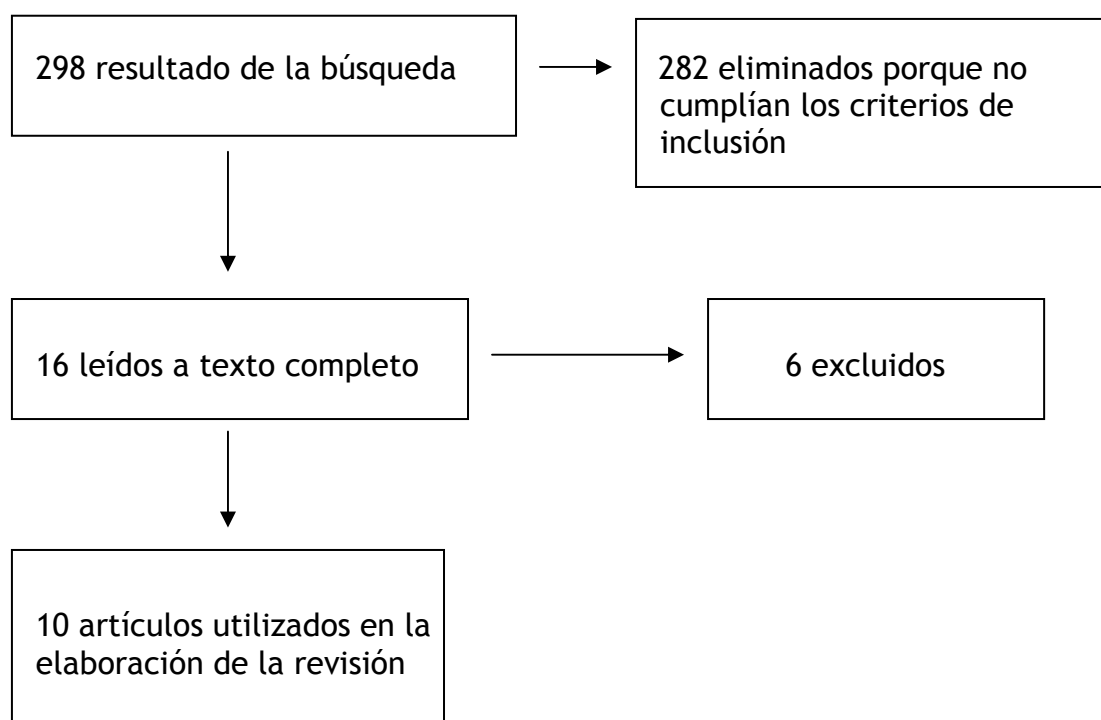 298 resultado de la búsqueda
282 eliminados porque no
cumplían los criterios de
inclusión
16 leídos a texto completo
6 excluidos
10 artículos utilizados en la
elaboración de la revisión